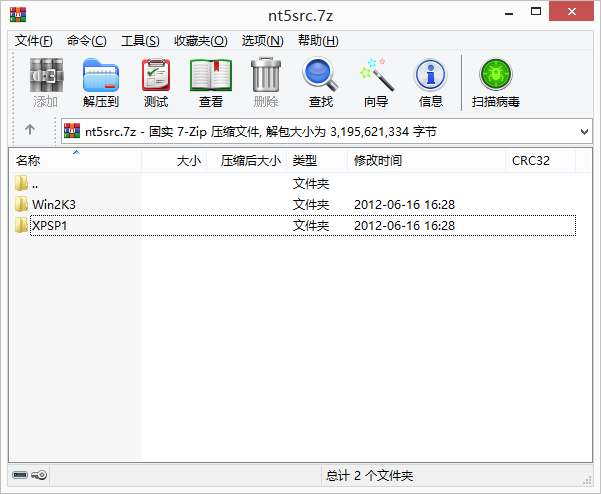 nt5src.7z
文件(F) 命令(C) 工具(S) 收藏夹(O) 选项(N) 帮助(H)
添加 解压到 测试 查看 删除 查找 向导 信息 扫描病毒
nt5src.7z - 固实 7-Zip 压缩文件, 解包大小为 3,195,621,334 字节
名称 大小 压缩后大小 类型 修改时间 CRC32
.. 文件夹
Win2K3 文件夹 2012-06-16 16:28
XPSP1 文件夹 2012-06-16 16:28
总计 2 个文件夹